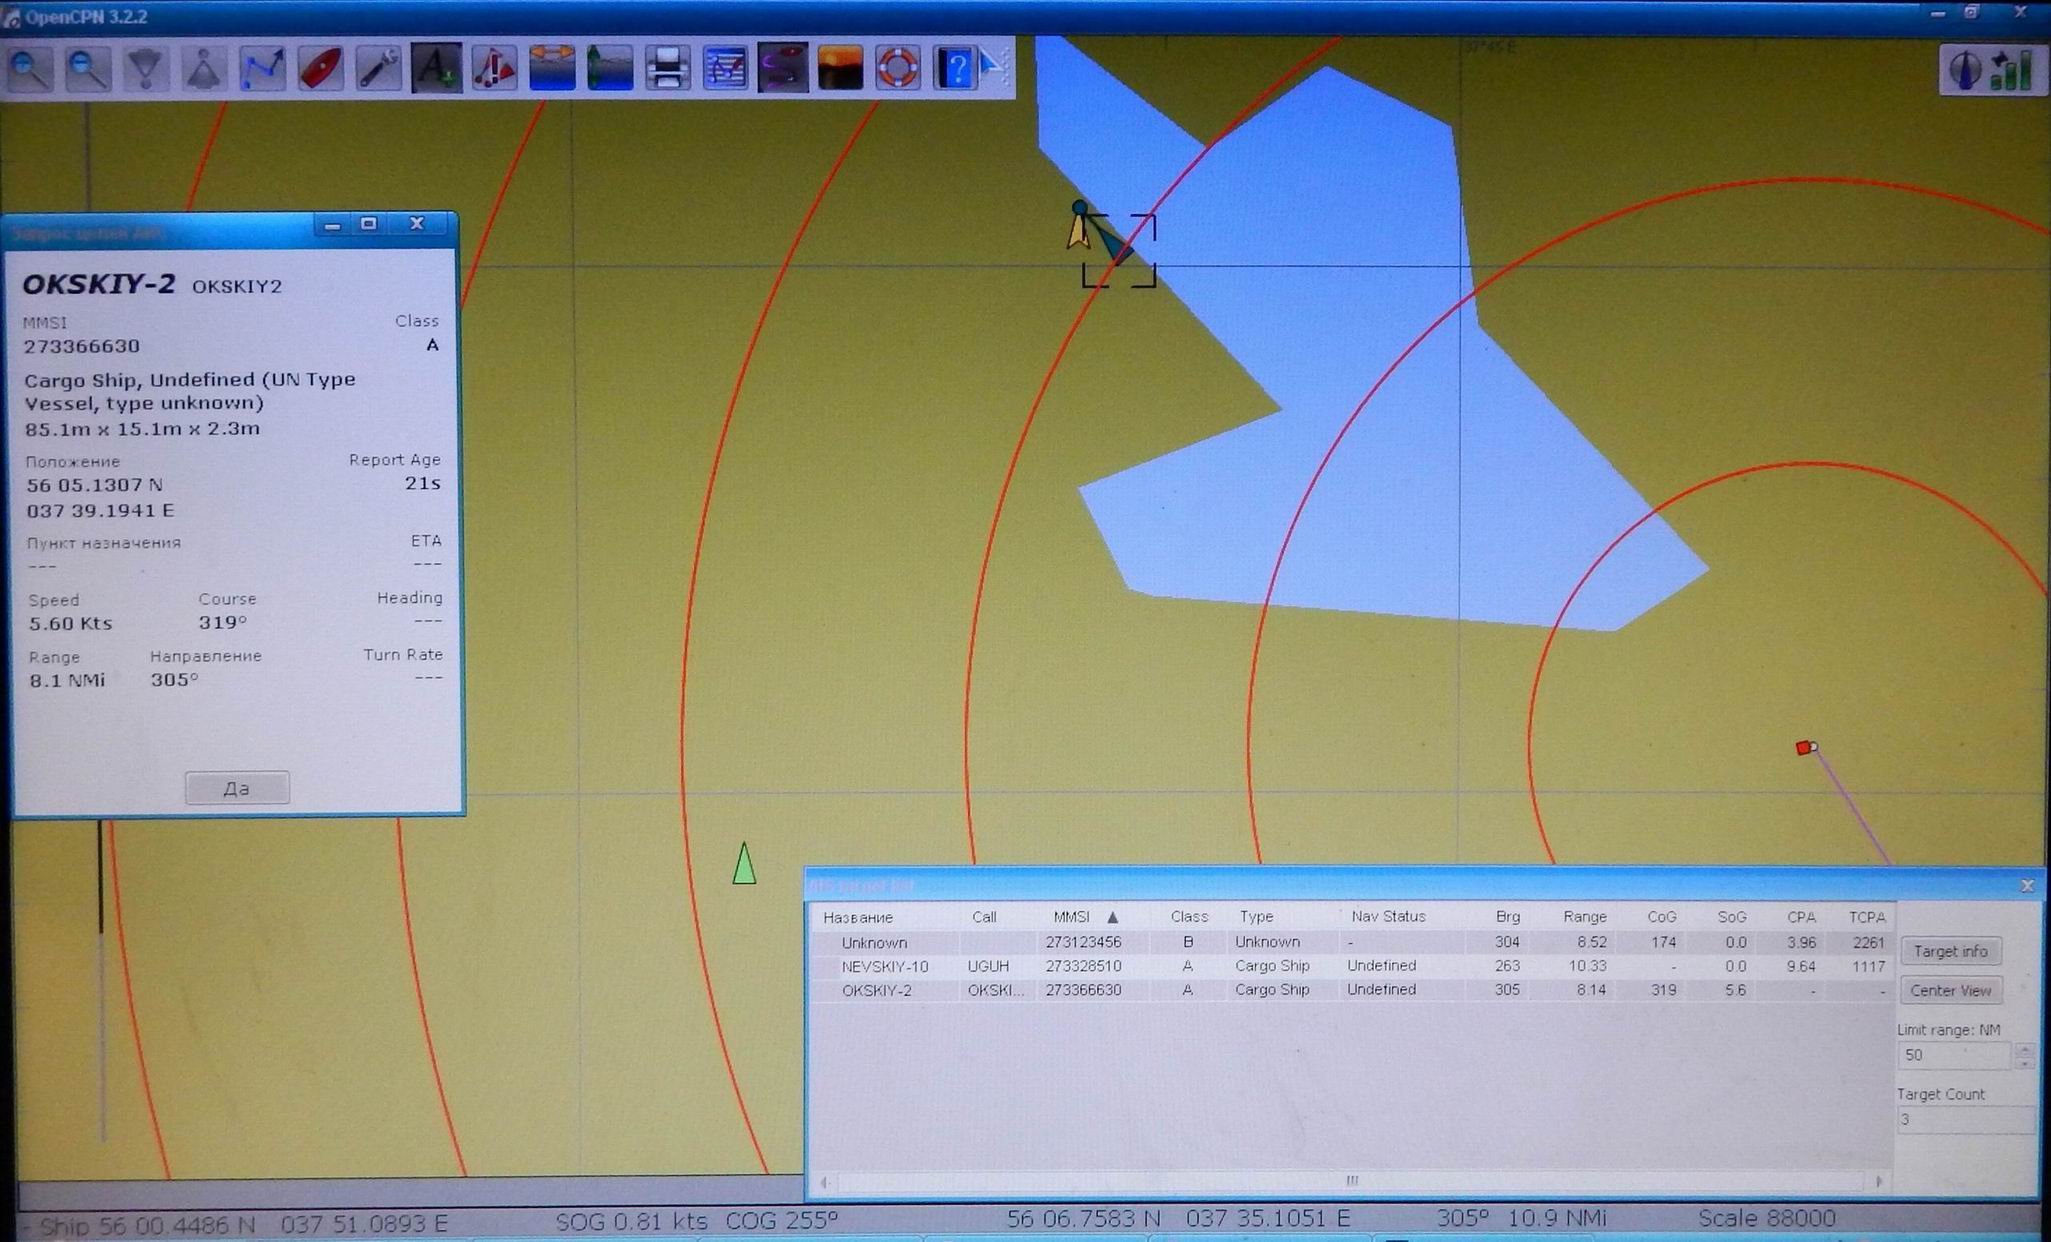 OpenCPN 3.2.2
37°45'E
Запрос целей АИС
OKSKIY-2 OKSKIY2
MMSI Class
273366630 A
Cargo Ship, Undefined (UN Type
Vessel, type unknown)
85.1m x 15.1m x 2.3m
Положение Report Age
56 05.1307 N 21s
037 39.1941 E
Пункт назначения ETA
--- ---
Speed Course Heading
5.60 Kts 319° ---
Range Направление Turn Rate
8.1 NMi 305° ---
Да
AIS target list
Название Call MMSI Class Type Nav Status Brg Range CoG SoG CPA TCPA
Unknown 273123456 B Unknown - 304 8.52 174 0.0 3.96 2261
NEVSKIY-10 UGUH 273328510 A Cargo Ship Undefined 263 10.33 - 0.0 9.64 1117
OKSKIY-2 OKSKI... 273366630 A Cargo Ship Undefined 305 8.14 319 5.6 - -
Target info
Center View
Limit range: NM
50
Target Count
3
- Ship 56 00.4486 N 037 51.0893 E SOG 0.81 kts COG 255° 56 06.7583 N 037 35.1051 E 305° 10.9 NMi Scale 88000